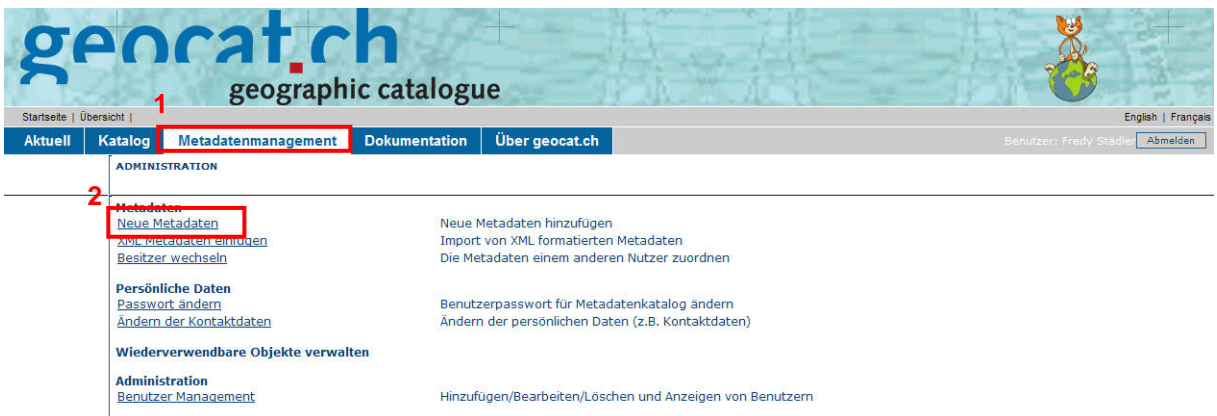 geocat.ch
geographic catalogue
1
Startseite | Übersicht |
English | Français
Aktuell Katalog Metadatenmanagement Dokumentation Über geocat.ch
Benutzer: Fredy Städler Abmelden
ADMINISTRATION
2
Metadaten
Neue Metadaten Neue Metadaten hinzufügen
XML Metadaten einfügen Import von XML formatierten Metadaten
Besitzer wechseln Die Metadaten einem anderen Nutzer zuordnen
Persönliche Daten
Passwort ändern Benutzerpasswort für Metadatenkatalog ändern
Ändern der Kontaktdaten Ändern der persönlichen Daten (z.B. Kontaktdaten)
Wiederverwendbare Objekte verwalten
Administration
Benutzer Management Hinzufügen/Bearbeiten/Löschen und Anzeigen von Benutzern